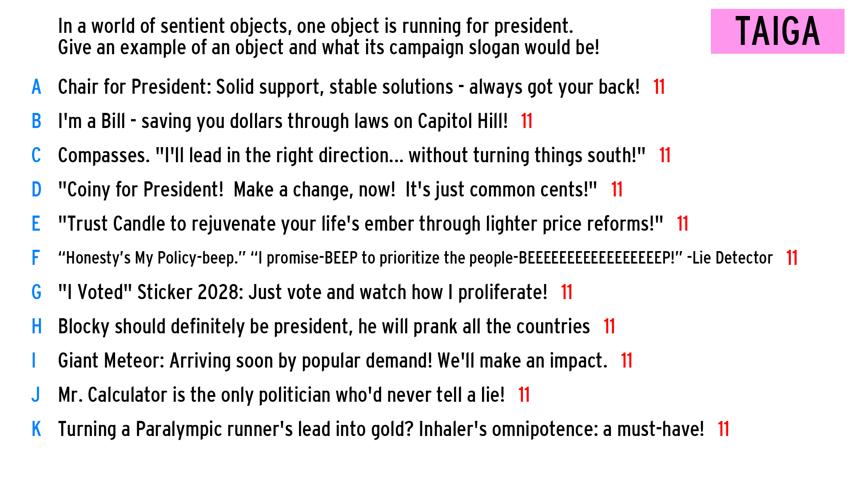 In a world of sentient objects, one object is running for president.
Give an example of an object and what its campaign slogan would be!
TAIGA
A Chair for President: Solid support, stable solutions - always got your back! 11
B I'm a Bill - saving you dollars through laws on Capitol Hill! 11
C Compasses. "I'll lead in the right direction... without turning things south!" 11
D "Coiny for President!  Make a change, now!  It's just common cents!" 11
E "Trust Candle to rejuvenate your life's ember through lighter price reforms!" 11
F “Honesty’s My Policy-beep.” “I promise-BEEP to prioritize the people-BEEEEEEEEEEEEEEEEEP!” -Lie Detector 11
G "I Voted" Sticker 2028: Just vote and watch how I proliferate! 11
H Blocky should definitely be president, he will prank all the countries 11
I Giant Meteor: Arriving soon by popular demand! We'll make an impact. 11
J Mr. Calculator is the only politician who'd never tell a lie! 11
K Turning a Paralympic runner's lead into gold? Inhaler's omnipotence: a must-have! 11